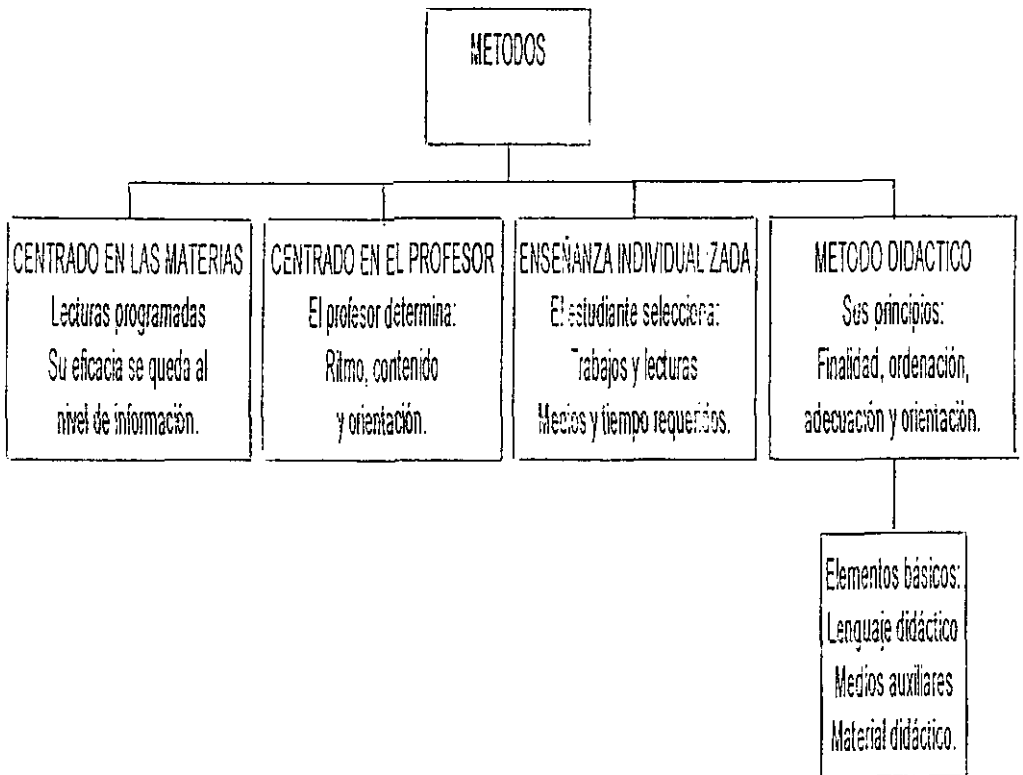 METODOS
CENTRADO EN LAS MATERIAS
Lecturas programadas
Su eficacia se queda al
nivel de información.
CENTRADO EN EL PROFESOR
El profesor determina:
Ritmo, contenido
y orientación.
ENSEÑANZA INDIVIDUALIZADA
El estudiante selecciona:
Trabajos y lecturas
Medios y tiempo requeridos.
METODO DIDACTICO
Sus principios:
Finalidad, ordenación,
adecuación y orientación.
Elementos básicos:
Lenguaje didáctico
Medios auxiliares
Material didáctico.